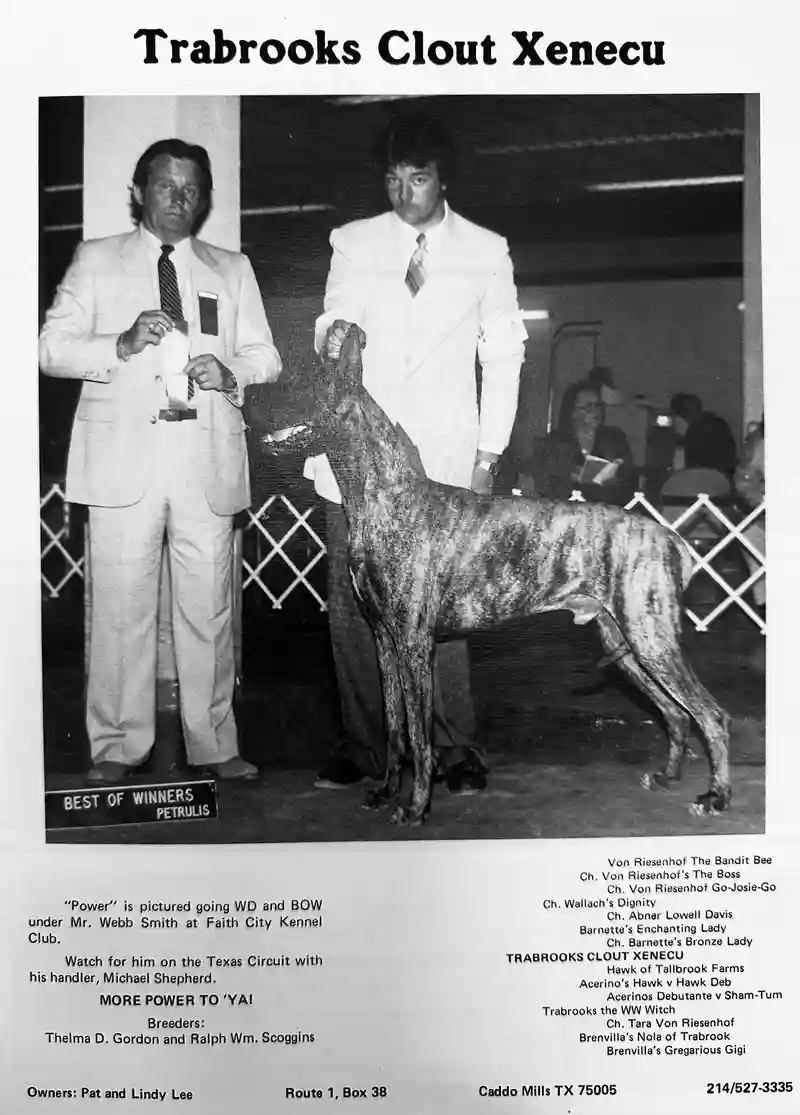 Trabrooks Clout Xenecu
BEST OF WINNERS
PETRULIS
"Power" is pictured going WD and BOW
under Mr. Webb Smith at Faith City Kennel
Club.
Watch for him on the Texas Circuit with
his handler, Michael Shepherd.
MORE POWER TO 'YA!
Breeders:
Thelma D. Gordon and Ralph Wm. Scoggins
Von Riesenhof The Bandit Bee
Ch. Von Riesenhof's The Boss
Ch. Von Riesenhof Go-Josie-Go
Ch. Wallach's Dignity
Ch. Abner Lowell Davis
Barnette's Enchanting Lady
Ch. Barnette's Bronze Lady
TRABROOKS CLOUT XENECU
Hawk of Tallbrook Farms
Acerino's Hawk v Hawk Deb
Acerinos Debutante v Sham-Tum
Trabrooks the WW Witch
Ch. Tara Von Riesenhof
Brenvilla's Nola of Trabrook
Brenvilla's Gregarious Gigi
Owners: Pat and Lindy Lee Route 1, Box 38 Caddo Mills TX 75005 214/527-3335